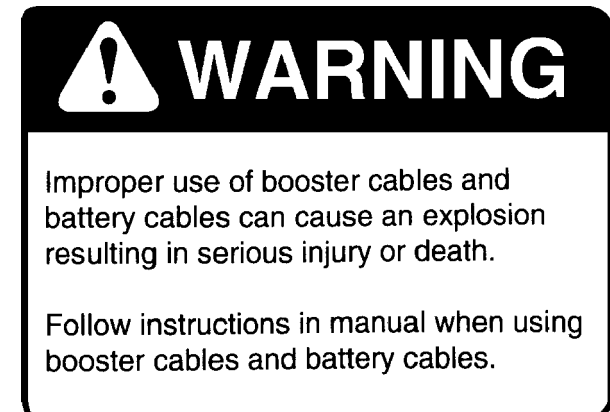 WARNING
Improper use of booster cables and
battery cables can cause an explosion
resulting in serious injury or death.
Follow instructions in manual when using
booster cables and battery cables.